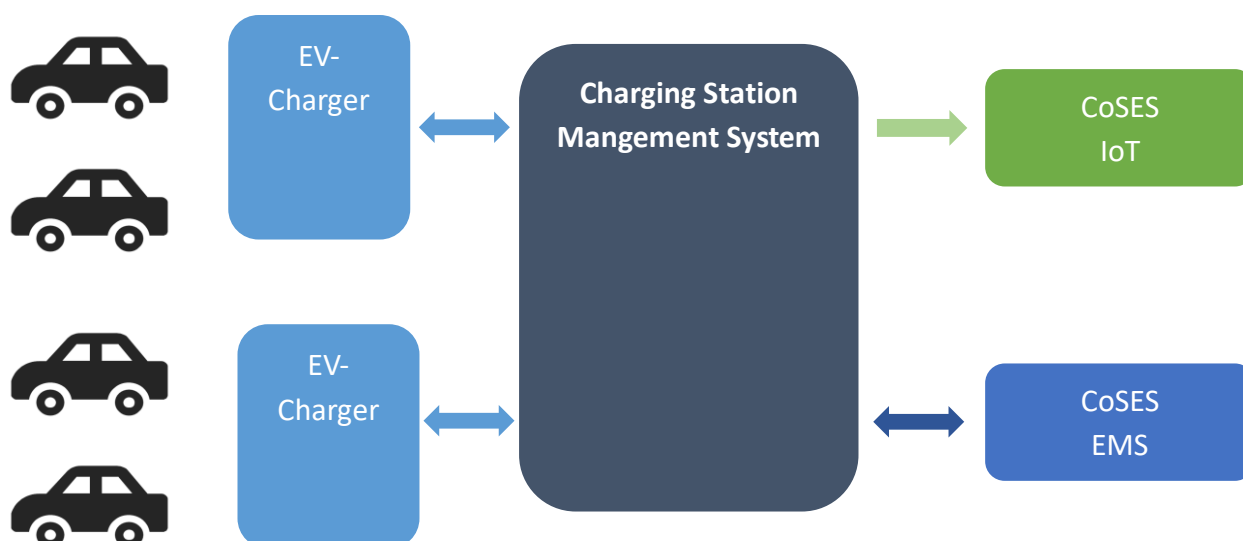 EV-
Charger
Charging Station
Mangement System
CoSES
IoT
EV-
Charger
CoSES
EMS